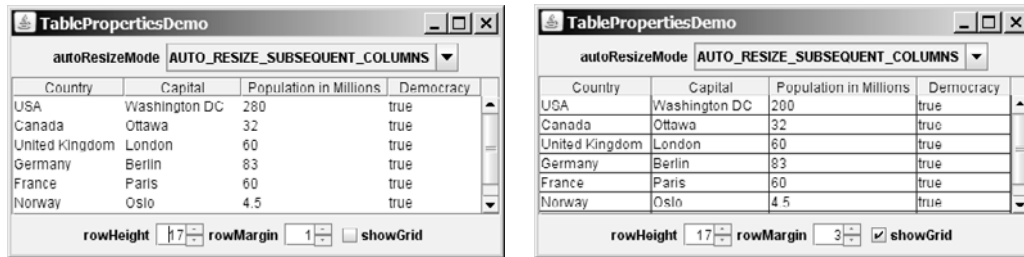 TablePropertiesDemo
autoResizeMode AUTO_RESIZE_SUBSEQUENT_COLUMNS
Country Capital Population in Millions Democracy
USA Washington DC 280 true
Canada Ottawa 32 true
United Kingdom London 60 true
Germany Berlin 83 true
France Paris 60 true
Norway Oslo 4.5 true
rowHeight 17 rowMargin 1 showGrid
TablePropertiesDemo
autoResizeMode AUTO_RESIZE_SUBSEQUENT_COLUMNS
Country Capital Population in Millions Democracy
USA Washington DC 280 true
Canada Ottawa 32 true
United Kingdom London 60 true
Germany Berlin 83 true
France Paris 60 true
Norway Oslo 4.5 true
rowHeight 17 rowMargin 3 showGrid